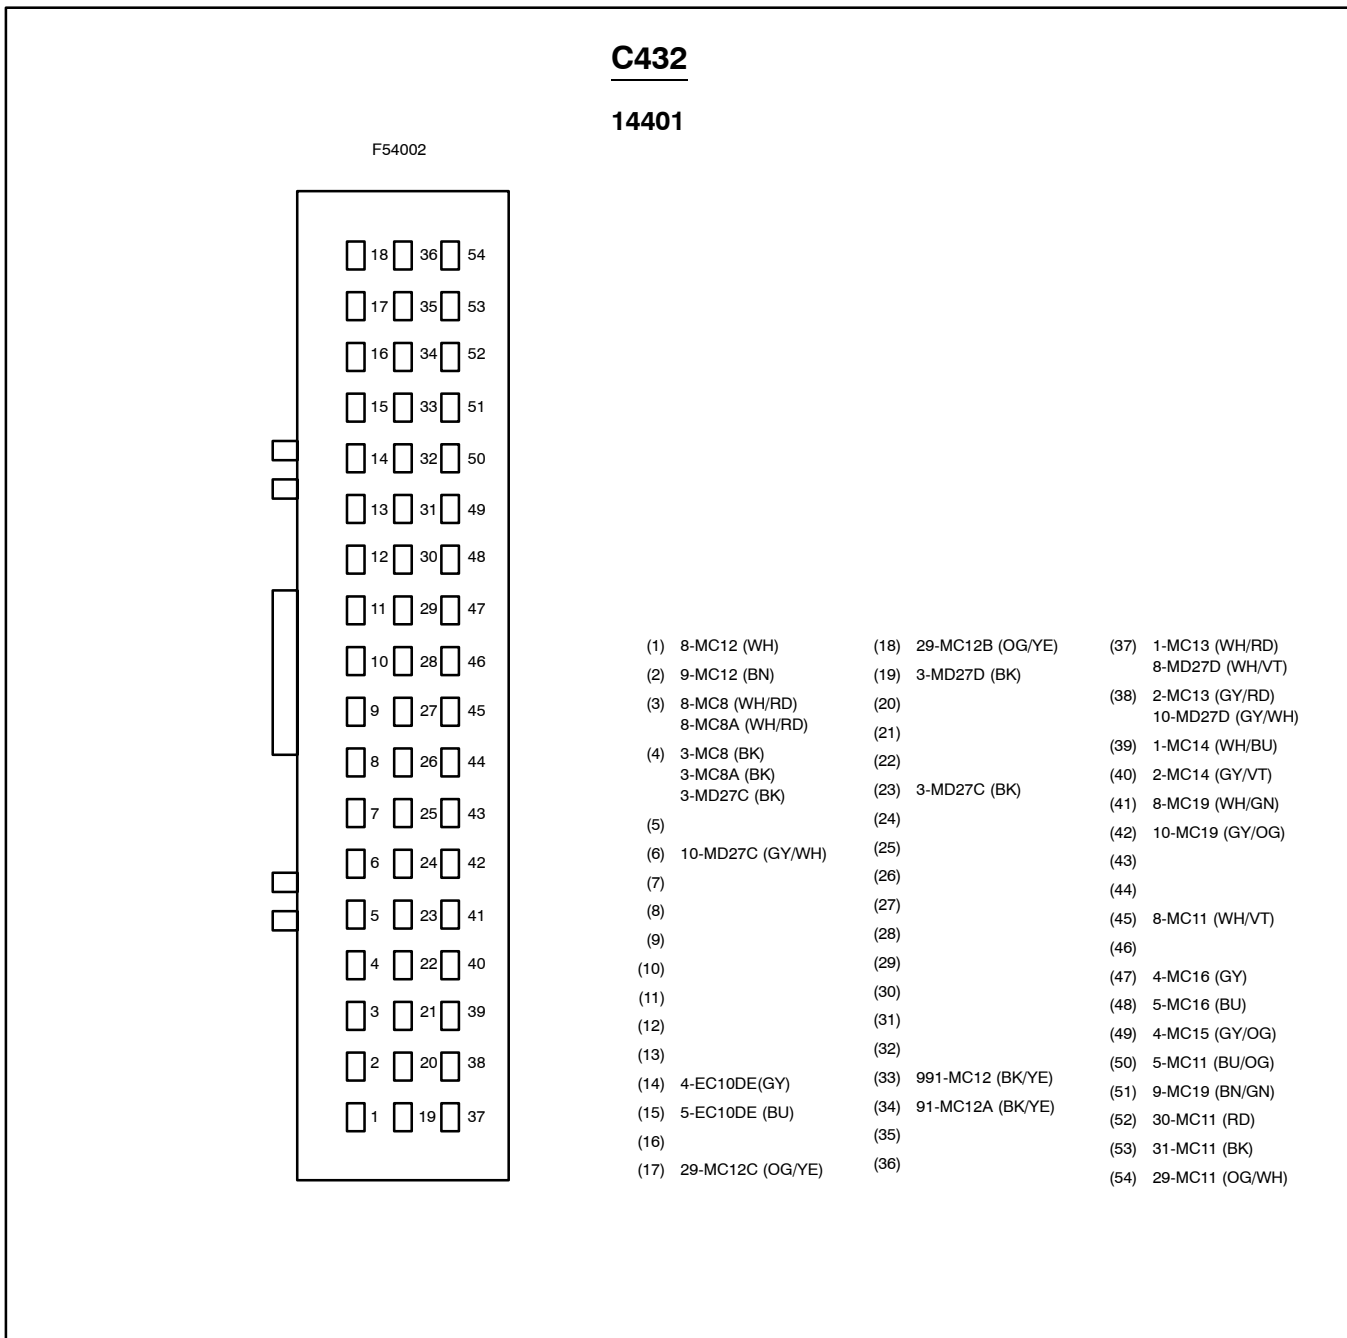 C432
14401
F54002
18 36 54
17 35 53
16 34 52
15 33 51
14 32 50
13 31 49
12 30 48
11 29 47
10 28 46
9 27 45
8 26 44
7 25 43
6 24 42
5 23 41
4 22 40
3 21 39
2 20 38
1 19 37
(1) 8-MC12 (WH)
(2) 9-MC12 (BN)
(3) 8-MC8 (WH/RD)
8-MC8A (WH/RD)
(4) 3-MC8 (BK)
3-MC8A (BK)
3-MD27C (BK)
(5)
(6) 10-MD27C (GY/WH)
(7)
(8)
(9)
(10)
(11)
(12)
(13)
(14) 4-EC10DE(GY)
(15) 5-EC10DE (BU)
(16)
(17) 29-MC12C (OG/YE)
(18) 29-MC12B (OG/YE)
(19) 3-MD27D (BK)
(20)
(21)
(22)
(23) 3-MD27C (BK)
(24)
(25)
(26)
(27)
(28)
(29)
(30)
(31)
(32)
(33) 991-MC12 (BK/YE)
(34) 91-MC12A (BK/YE)
(35)
(36)
(37) 1-MC13 (WH/RD)
8-MD27D (WH/VT)
(38) 2-MC13 (GY/RD)
10-MD27D (GY/WH)
(39) 1-MC14 (WH/BU)
(40) 2-MC14 (GY/VT)
(41) 8-MC19 (WH/GN)
(42) 10-MC19 (GY/OG)
(43)
(44)
(45) 8-MC11 (WH/VT)
(46)
(47) 4-MC16 (GY)
(48) 5-MC16 (BU)
(49) 4-MC15 (GY/OG)
(50) 5-MC11 (BU/OG)
(51) 9-MC19 (BN/GN)
(52) 30-MC11 (RD)
(53) 31-MC11 (BK)
(54) 29-MC11 (OG/WH)